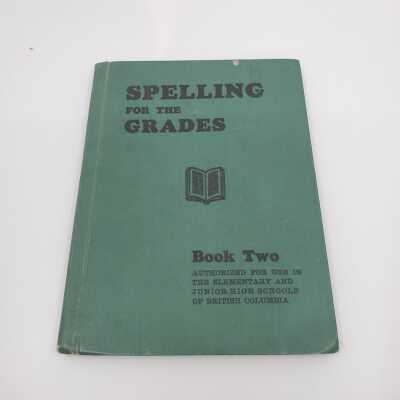 SPELLING
FOR THE
GRADES
Book Two
AUTHORIZED FOR USE IN
THE ELEMENTARY AND
JUNIOR HIGH SCHOOLS
OF BRITISH COLUMBIA